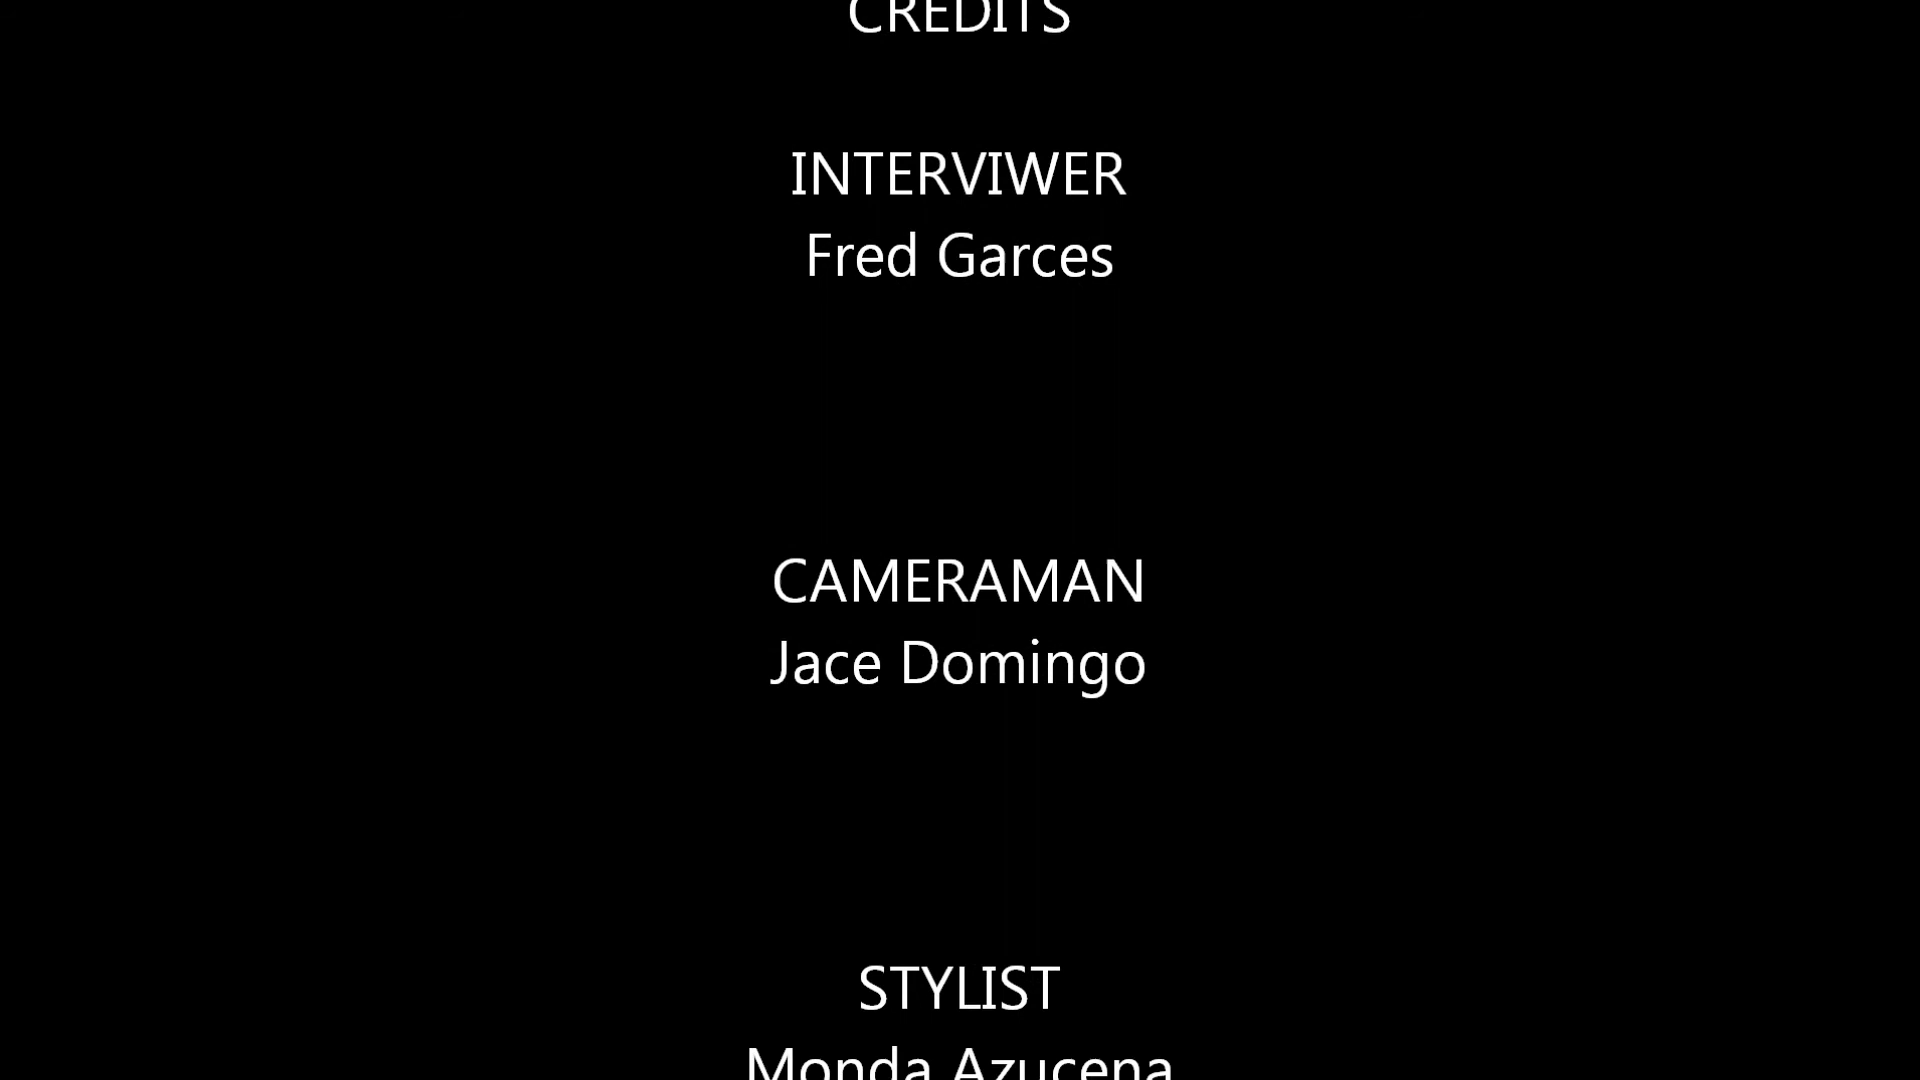 CREDITS
INTERVIWER
Fred Garces
CAMERAMAN
Jace Domingo
STYLIST
Monda Azucena